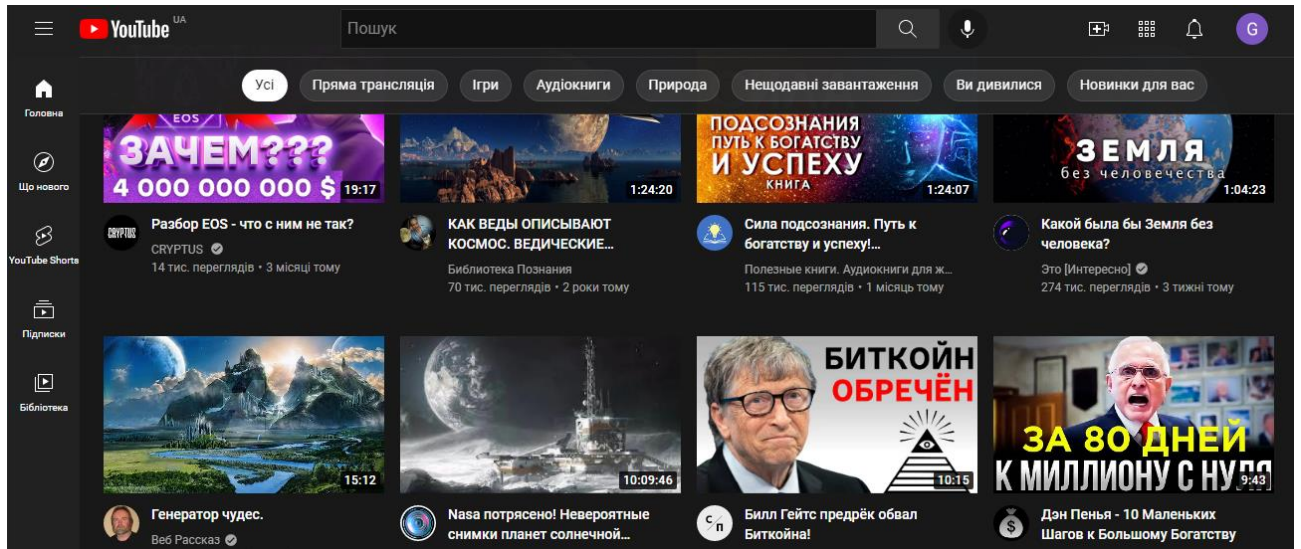 YouTube UA
Пошук
G
Усі
Пряма трансляція
Ігри
Аудіокниги
Природа
Нещодавні завантаження
Ви дивилися
Новинки для вас
Головна
Що нового
YouTube Shorts
Підписки
Бібліотека
EOS
ЗАЧЕМ???
4 000 000 000 $
19:17
1:24:20
ПОДСОЗНАНИЯ
ПУТЬ К БОГАТСТВУ
И УСПЕХУ
КНИГА
1:24:07
ЗЕМЛЯ
без человечества
1:04:23
CRYPTUS
Разбор EOS - что с ним не так?
CRYPTUS
14 тис. переглядів • 3 місяці тому
КАК ВЕДЫ ОПИСЫВАЮТ
КОСМОС. ВЕДИЧЕСКИЕ...
Библиотека Познания
70 тис. переглядів • 2 роки тому
Сила подсознания. Путь к
богатству и успеху!...
Полезные книги. Аудиокниги для ж...
115 тис. переглядів • 1 місяць тому
Какой была бы Земля без
человека?
Это [Интересно]
274 тис. переглядів • 3 тижні тому
15:12
10:09:46
БИТКОЙН
ОБРЕЧЁН
10:15
ЗА 80 ДНЕЙ
К МИЛЛИОНУ С НУЛЯ
9:43
Генератор чудес.
Веб Рассказ
Nasa потрясено! Невероятные
снимки планет солнечной...
С/П
Билл Гейтс предрёк обвал
Биткойна!
$
Дэн Пенья - 10 Маленьких
Шагов к Большому Богатству